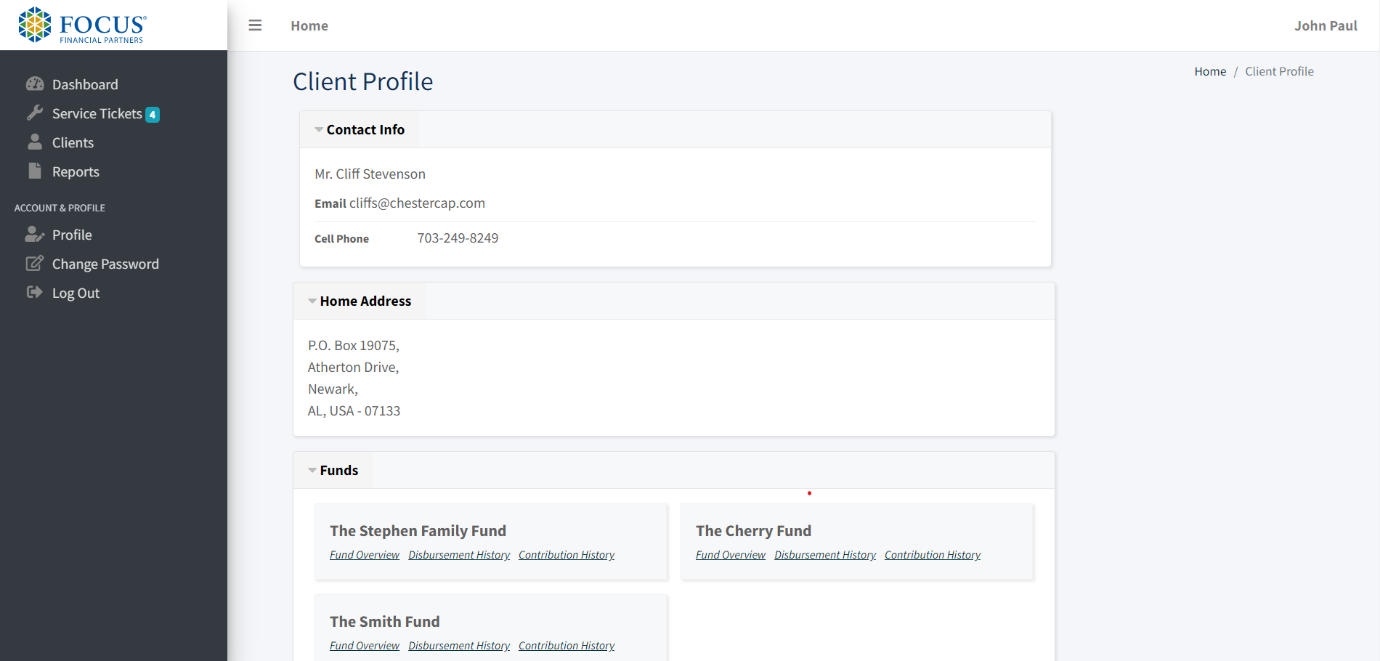 FOCUS®
FINANCIAL PARTNERS
Home
John Paul
Dashboard
Service Tickets 4
Clients
Reports
ACCOUNT & PROFILE
Profile
Change Password
Log Out
Client Profile
Home / Client Profile
Contact Info
Mr. Cliff Stevenson
Email cliffs@chestercap.com
Cell Phone 703-249-8249
Home Address
P.O. Box 19075,
Atherton Drive,
Newark,
AL, USA - 07133
Funds
The Stephen Family Fund
Fund Overview Disbursement History Contribution History
The Cherry Fund
Fund Overview Disbursement History Contribution History
The Smith Fund
Fund Overview Disbursement History Contribution History